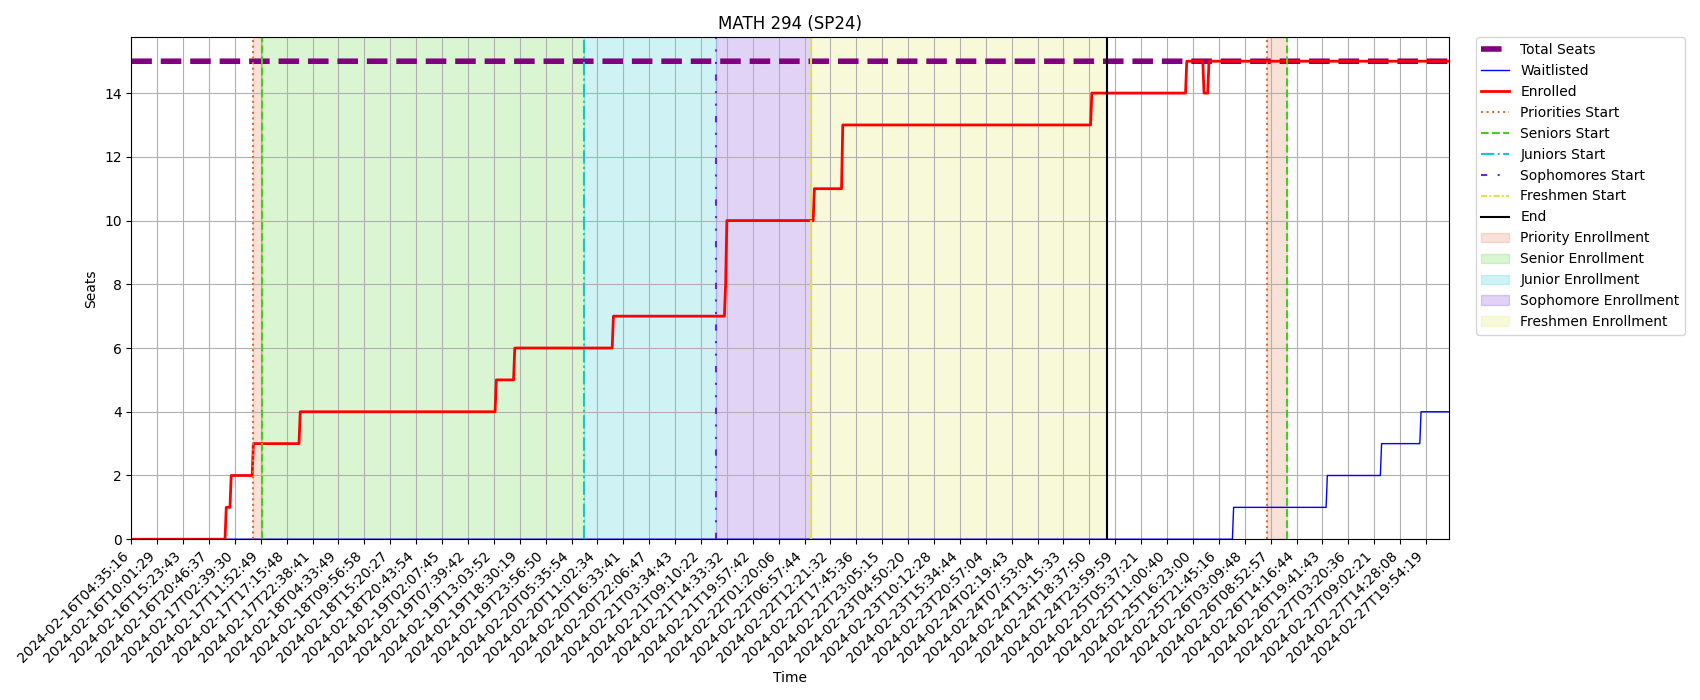 MATH 294 (SP24)
Seats
14
12
10
8
6
4
2
0
2024-02-16T04:35:16
2024-02-16T10:01:29
2024-02-16T15:23:43
2024-02-16T20:46:37
2024-02-17T02:39:30
2024-02-17T11:52:49
2024-02-17T17:15:48
2024-02-17T22:38:41
2024-02-18T04:33:49
2024-02-18T09:56:58
2024-02-18T15:20:27
2024-02-18T20:43:54
2024-02-19T02:07:45
2024-02-19T07:39:42
2024-02-19T13:03:52
2024-02-19T18:30:19
2024-02-19T23:56:50
2024-02-20T05:35:54
2024-02-20T11:02:34
2024-02-20T16:33:41
2024-02-20T22:06:47
2024-02-21T03:34:43
2024-02-21T09:10:22
2024-02-21T14:33:32
2024-02-21T19:57:42
2024-02-22T01:20:06
2024-02-22T06:57:44
2024-02-22T12:21:32
2024-02-22T17:45:36
2024-02-22T23:05:15
2024-02-23T04:50:20
2024-02-23T10:12:28
2024-02-23T15:34:44
2024-02-23T20:57:04
2024-02-24T02:19:43
2024-02-24T07:53:04
2024-02-24T13:15:33
2024-02-24T18:37:50
2024-02-24T23:59:59
2024-02-25T05:37:21
2024-02-25T11:00:40
2024-02-25T16:23:00
2024-02-25T21:45:16
2024-02-26T03:09:48
2024-02-26T08:52:57
2024-02-26T14:16:44
2024-02-26T19:41:43
2024-02-27T03:20:36
2024-02-27T09:02:21
2024-02-27T14:28:08
2024-02-27T19:54:19
Time
Total Seats
Waitlisted
Enrolled
Priorities Start
Seniors Start
Juniors Start
Sophomores Start
Freshmen Start
End
Priority Enrollment
Senior Enrollment
Junior Enrollment
Sophomore Enrollment
Freshmen Enrollment